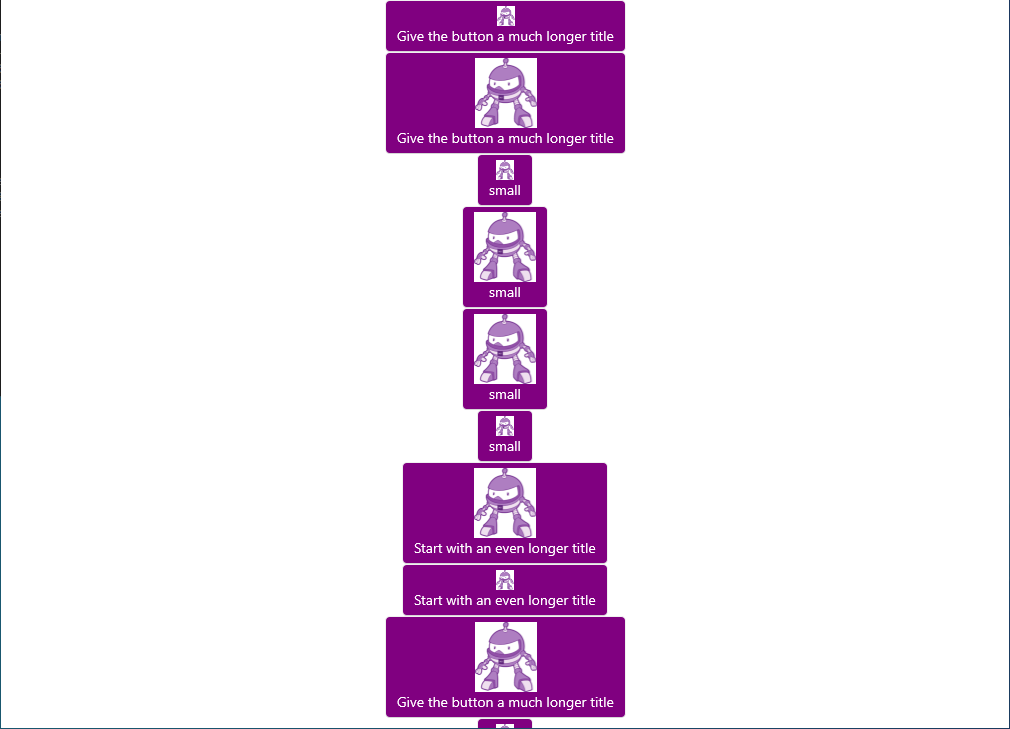 Give the button a much longer title
Give the button a much longer title
small
small
small
small
Start with an even longer title
Start with an even longer title
Give the button a much longer title